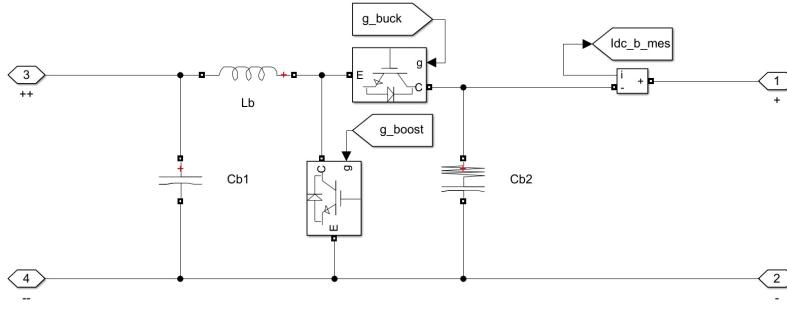 g_buck
Idc_b_mes
3
++
Lb
+
E
g
C
i
+
-
1
+
g_boost
+
Cb1
C
g
E
+
Cb2
4
--
2
-